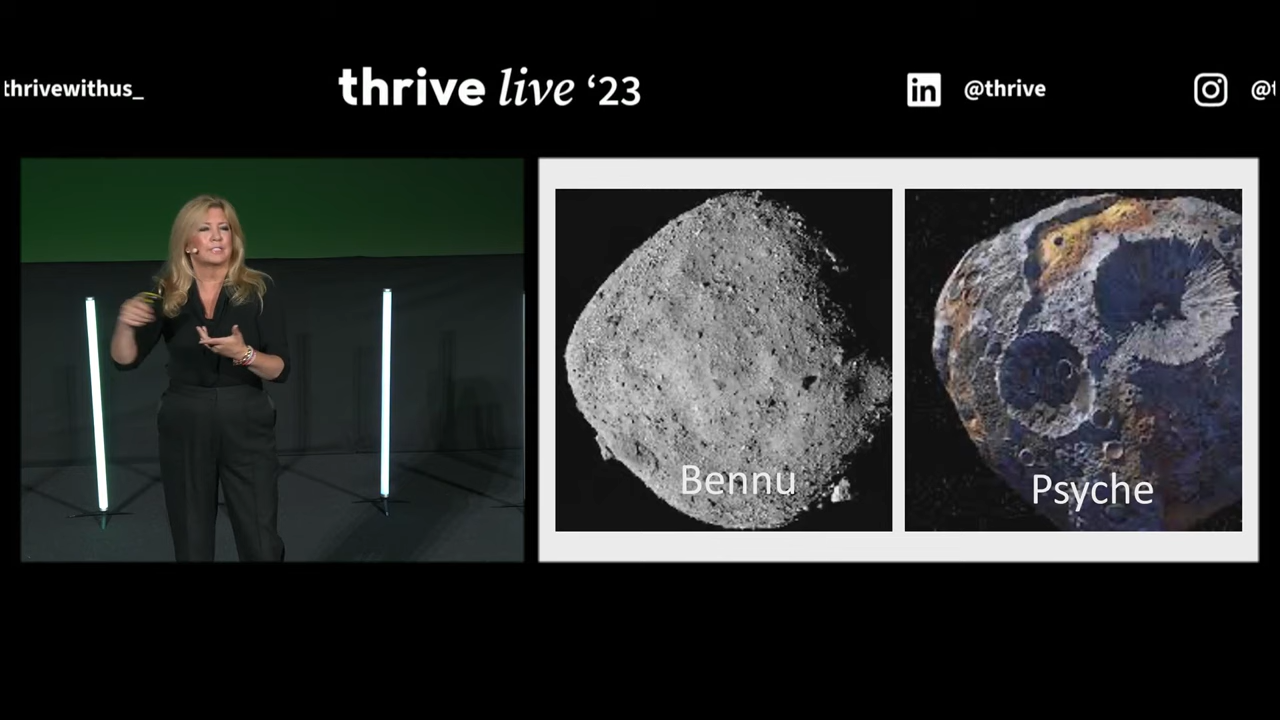 thrivewithus_
thrive live ‘23
@thrive
Bennu
Psyche